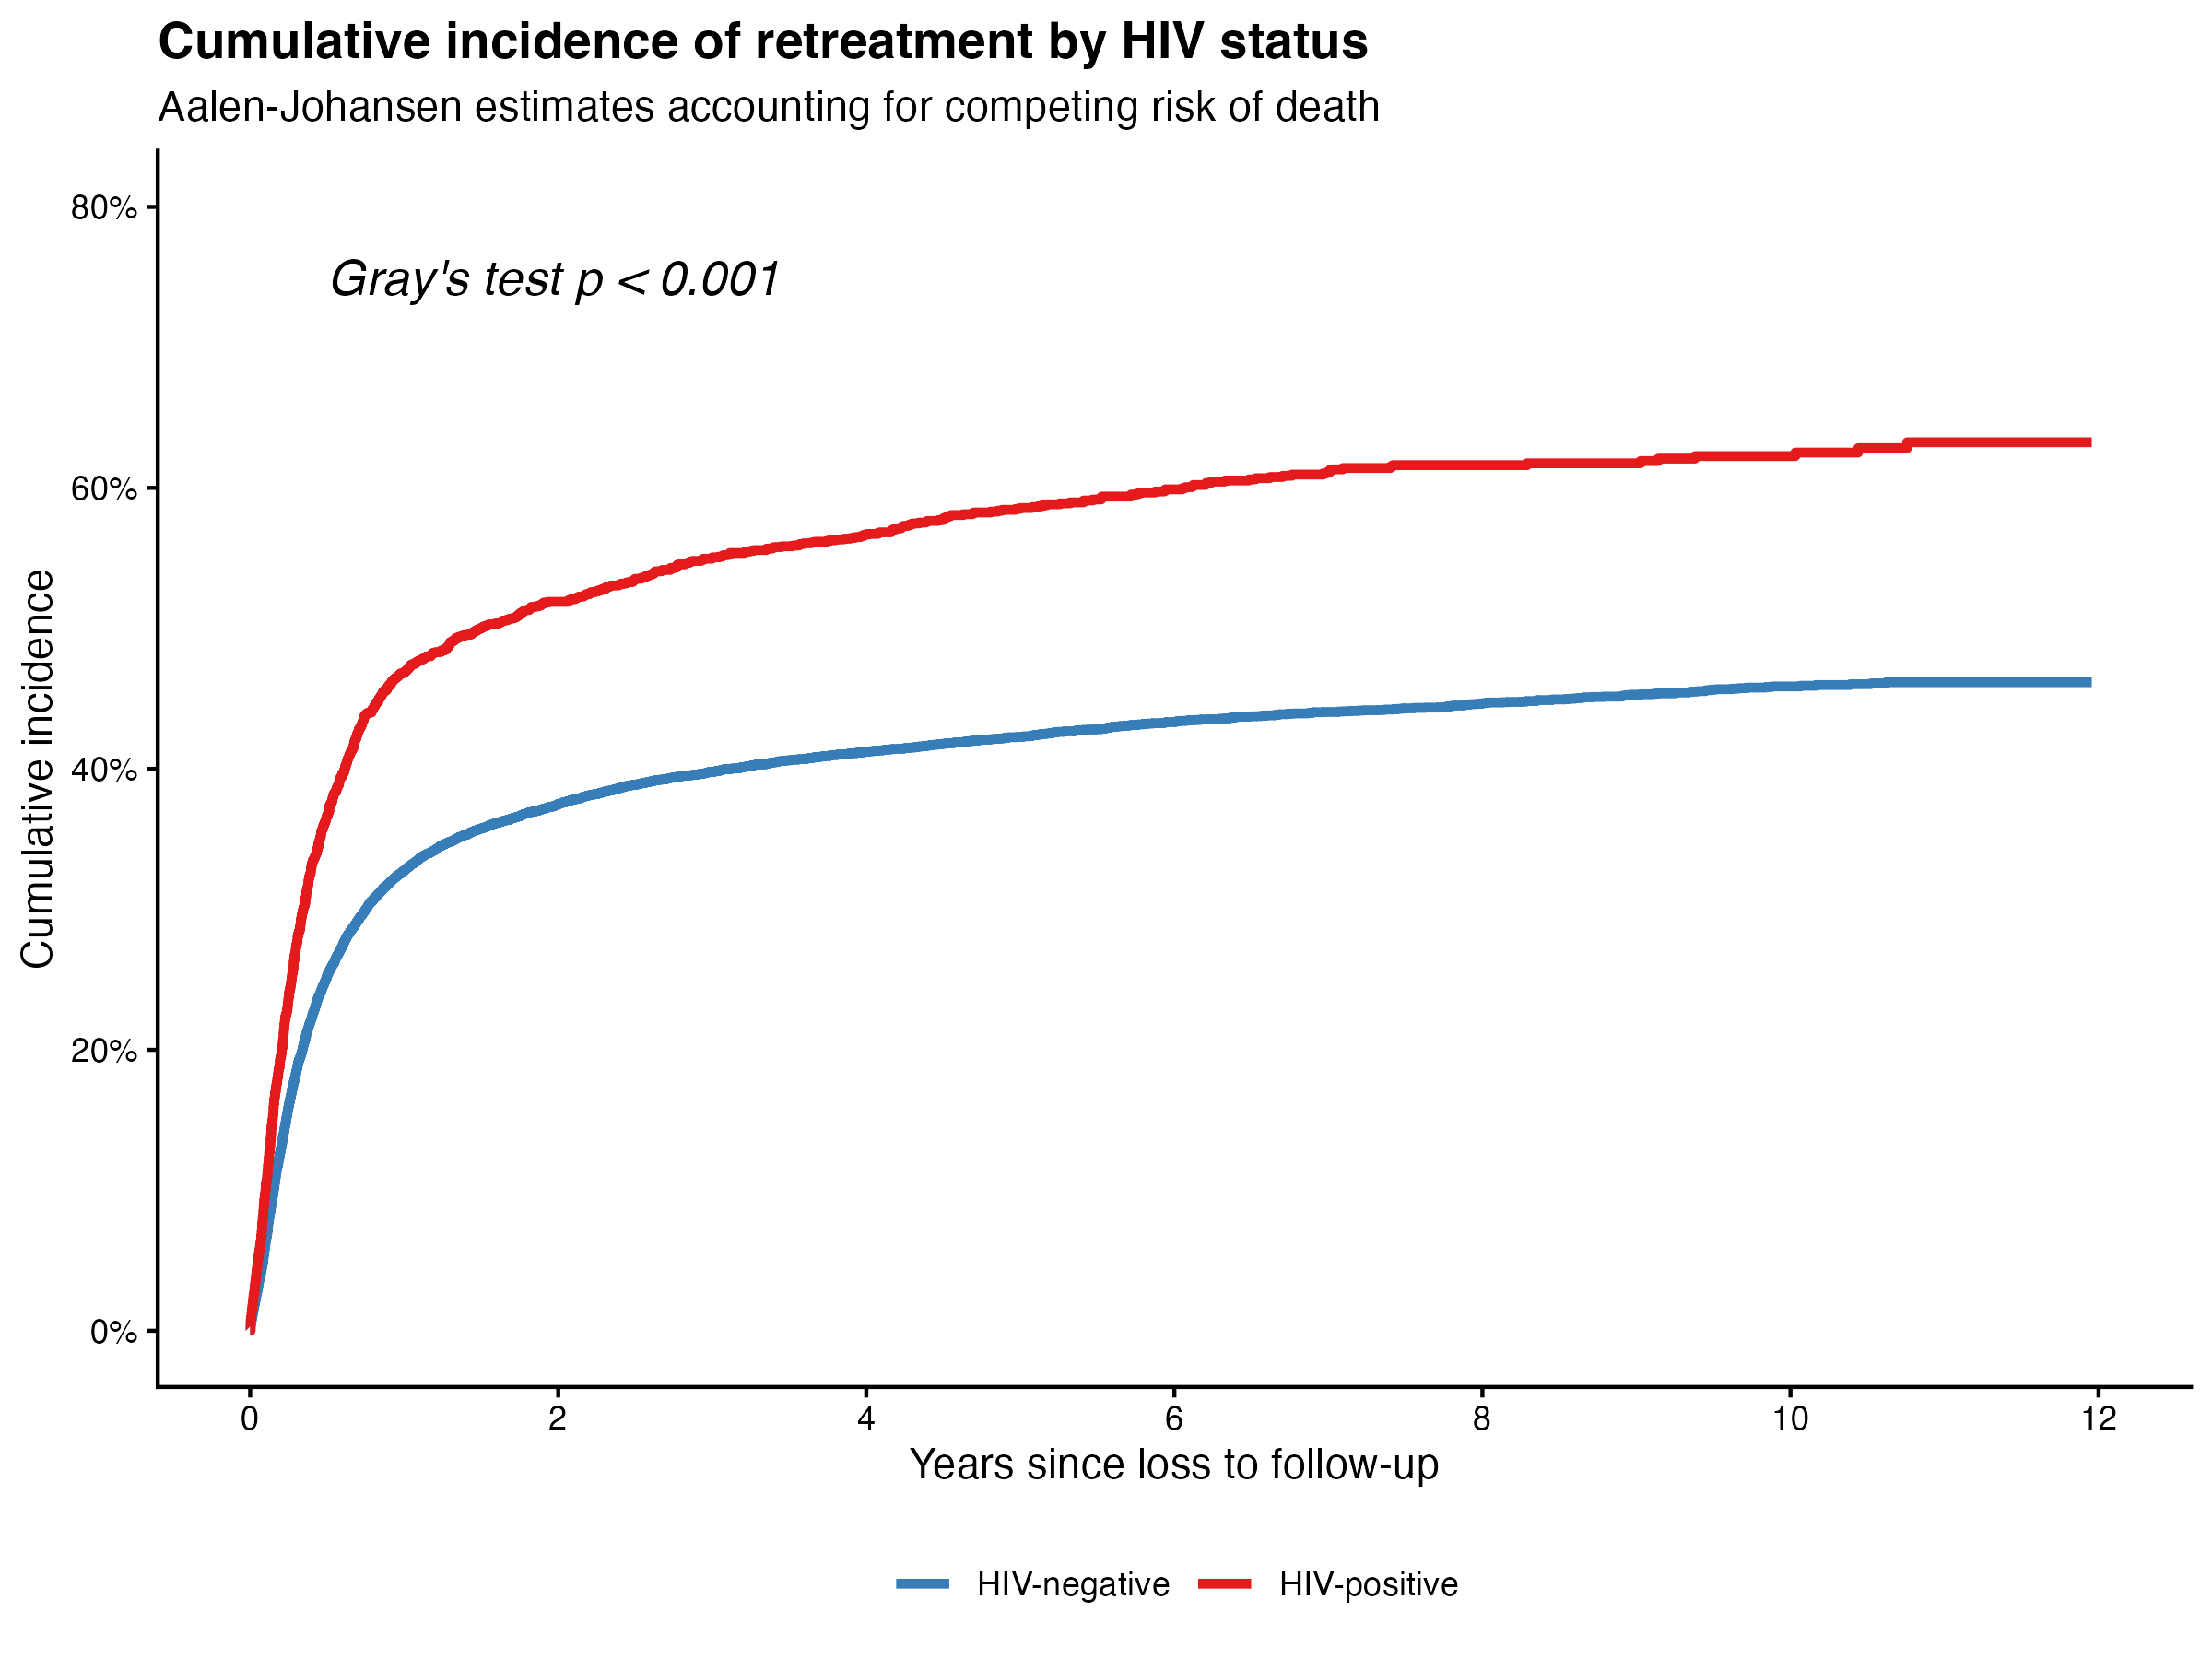 Cumulative incidence of retreatment by HIV status
Aalen-Johansen estimates accounting for competing risk of death
80%
Gray's test p < 0.001
60%
40%
20%
0%
Cumulative incidence
0 2 4 6 8 10 12
Years since loss to follow-up
HIV-negative HIV-positive